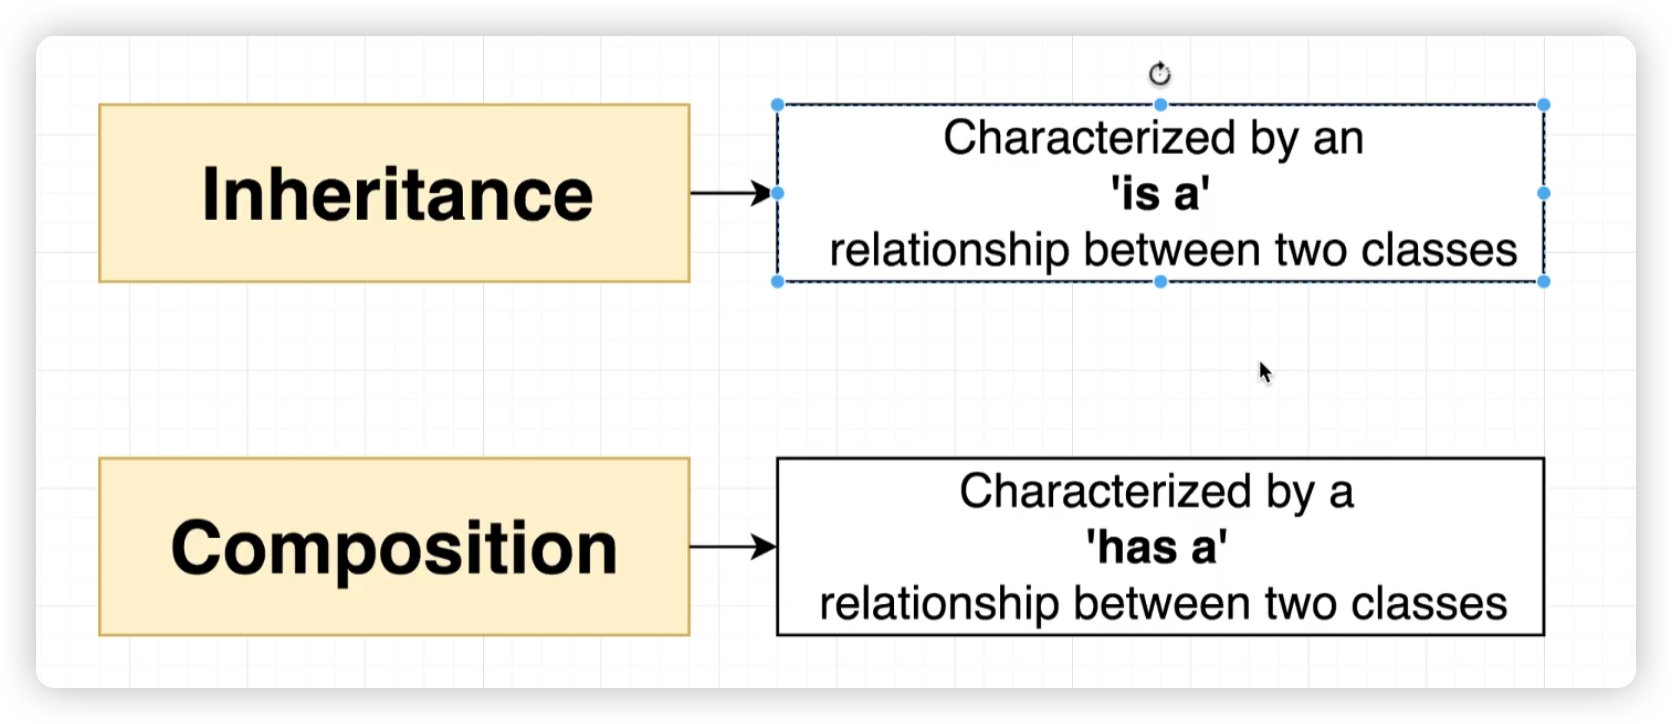 Inheritance
Characterized by an
'is a'
relationship between two classes
Composition
Characterized by a
'has a'
relationship between two classes